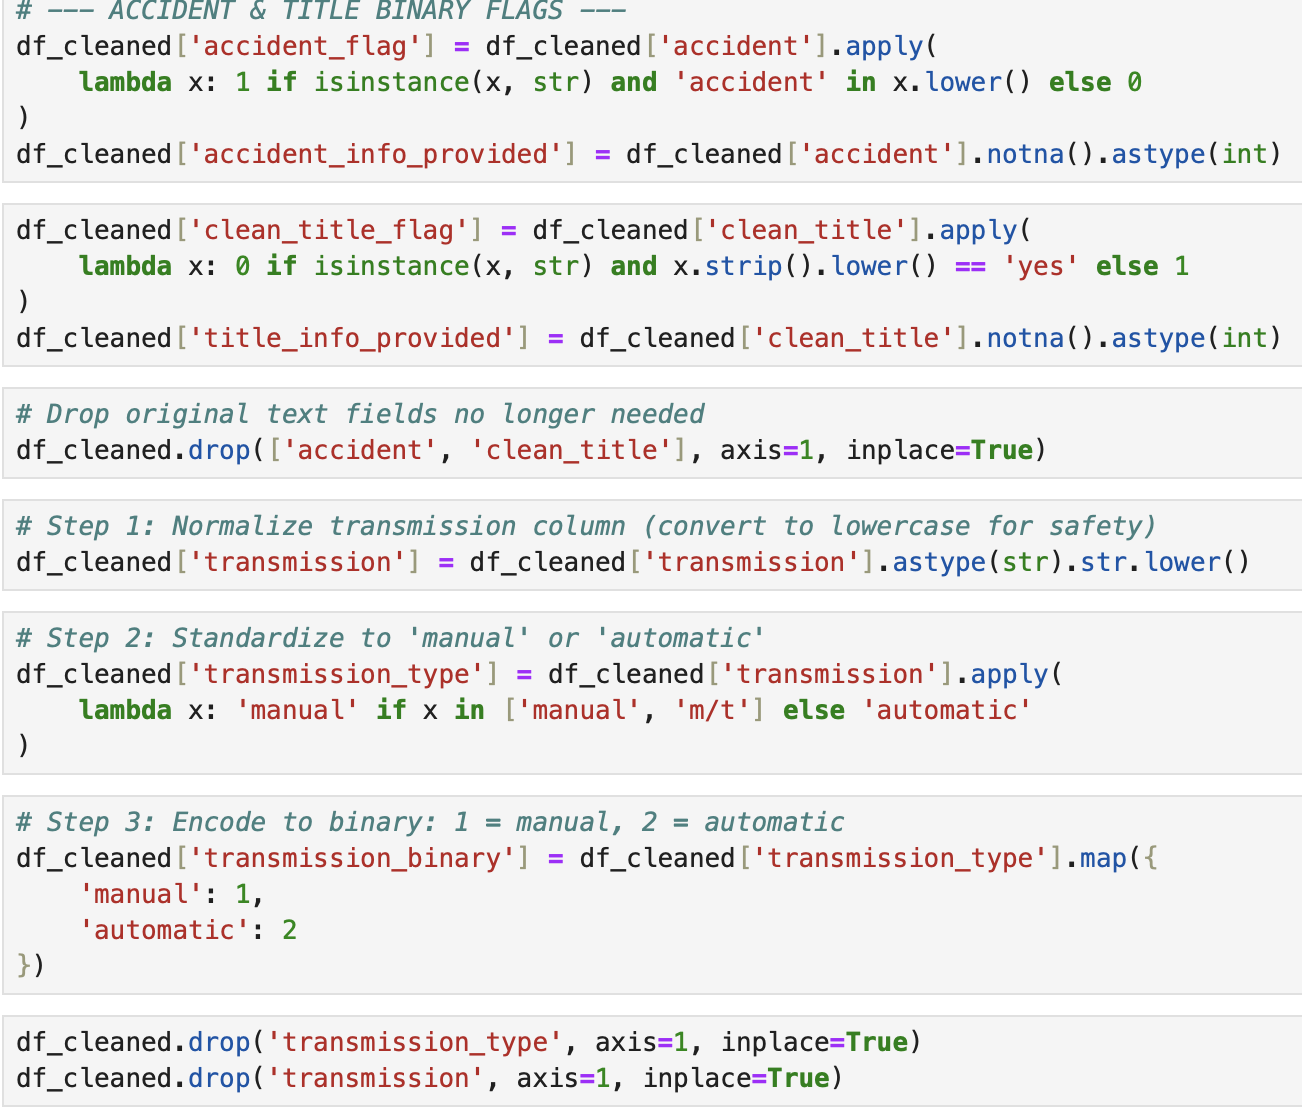 # --- ACCIDENT & TITLE BINARY FLAGS ---
df_cleaned['accident_flag'] = df_cleaned['accident'].apply(
    lambda x: 1 if isinstance(x, str) and 'accident' in x.lower() else 0
)
df_cleaned['accident_info_provided'] = df_cleaned['accident'].notna().astype(int)
df_cleaned['clean_title_flag'] = df_cleaned['clean_title'].apply(
    lambda x: 0 if isinstance(x, str) and x.strip().lower() == 'yes' else 1
)
df_cleaned['title_info_provided'] = df_cleaned['clean_title'].notna().astype(int)
# Drop original text fields no longer needed
df_cleaned.drop(['accident', 'clean_title'], axis=1, inplace=True)
# Step 1: Normalize transmission column (convert to lowercase for safety)
df_cleaned['transmission'] = df_cleaned['transmission'].astype(str).str.lower()
# Step 2: Standardize to 'manual' or 'automatic'
df_cleaned['transmission_type'] = df_cleaned['transmission'].apply(
    lambda x: 'manual' if x in ['manual', 'm/t'] else 'automatic'
)
# Step 3: Encode to binary: 1 = manual, 2 = automatic
df_cleaned['transmission_binary'] = df_cleaned['transmission_type'].map({
    'manual': 1,
    'automatic': 2
})
df_cleaned.drop('transmission_type', axis=1, inplace=True)
df_cleaned.drop('transmission', axis=1, inplace=True)